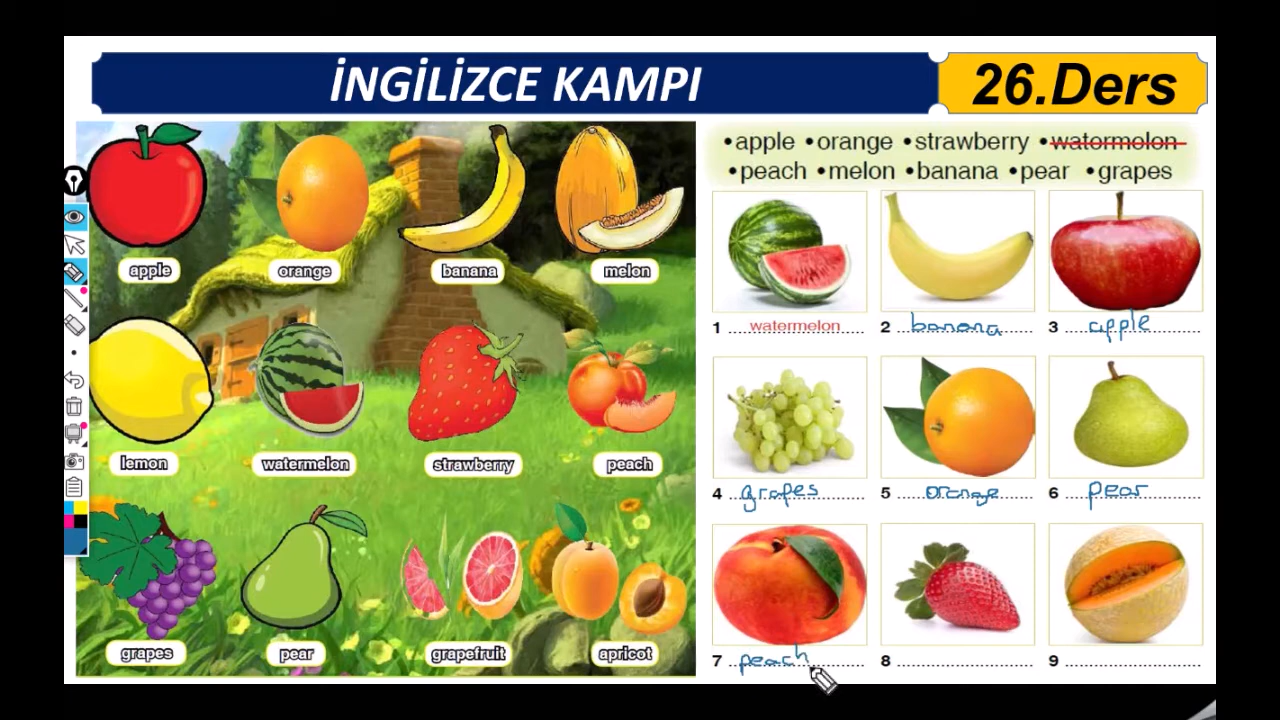 İNGİLİZCE KAMPI
26.Ders
apple orange banana melon
lemon watermelon strawberry peach
grapes pear grapefruit apricot
•apple •orange •strawberry •watermelon
•peach •melon •banana •pear •grapes
1 watermelon 2 banana 3 apple
4 grapes 5 orange 6 pear
7 peach 8 9